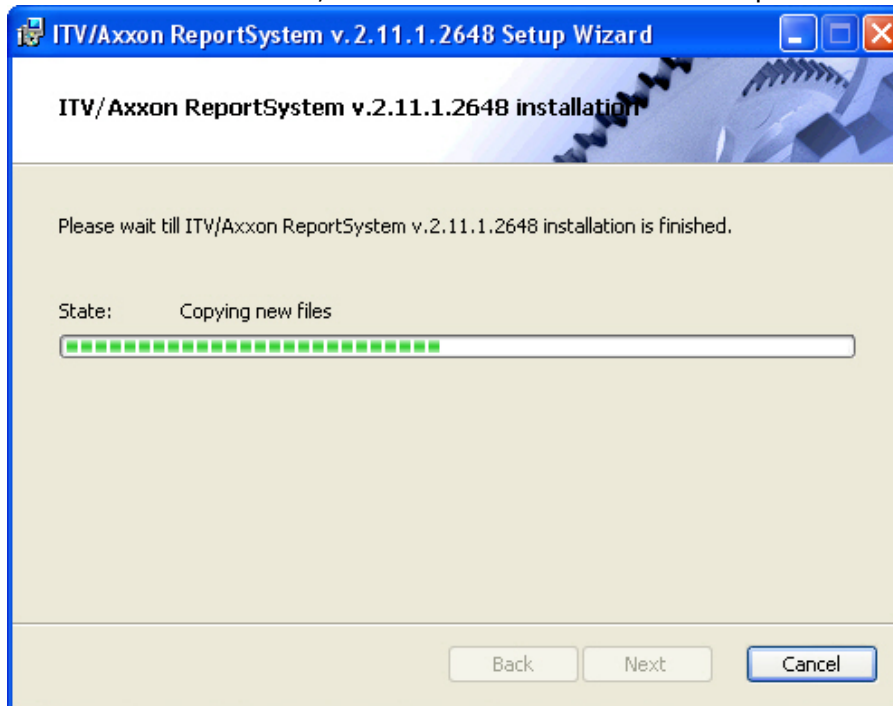 ITV/Axxon ReportSystem v.2.11.1.2648 Setup Wizard
ITV/Axxon ReportSystem v.2.11.1.2648 installation
Please wait till ITV/Axxon ReportSystem v.2.11.1.2648 installation is finished.
State: Copying new files
Back Next Cancel